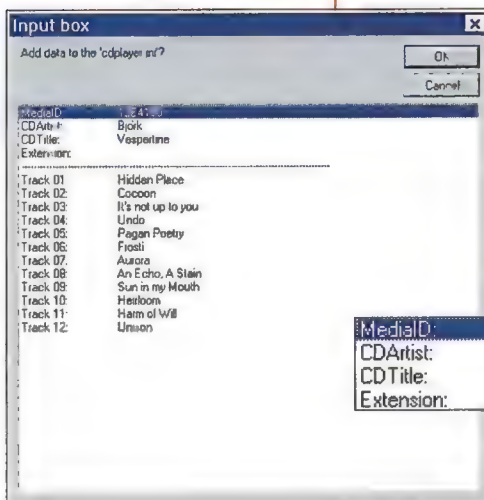 Input box
Add data to the 'cdplayer.ini'?
OK
Cancel
MediaID:
CDArtist: Björk
CDTitle: Vespertine
Extension:
Track 01 Hidden Place
Track 02: Cocoon
Track 03: It's not up to you
Track 04: Undo
Track 05: Pagan Poetry
Track 06: Frosti
Track 07. Aurora
Track 08: An Echo, A Stain
Track 09: Sun in my Mouth
Track 10: Heirloom
Track 11: Harm of Will
Track 12: Unison
MediaID:
CDArtist:
CDTitle:
Extension: